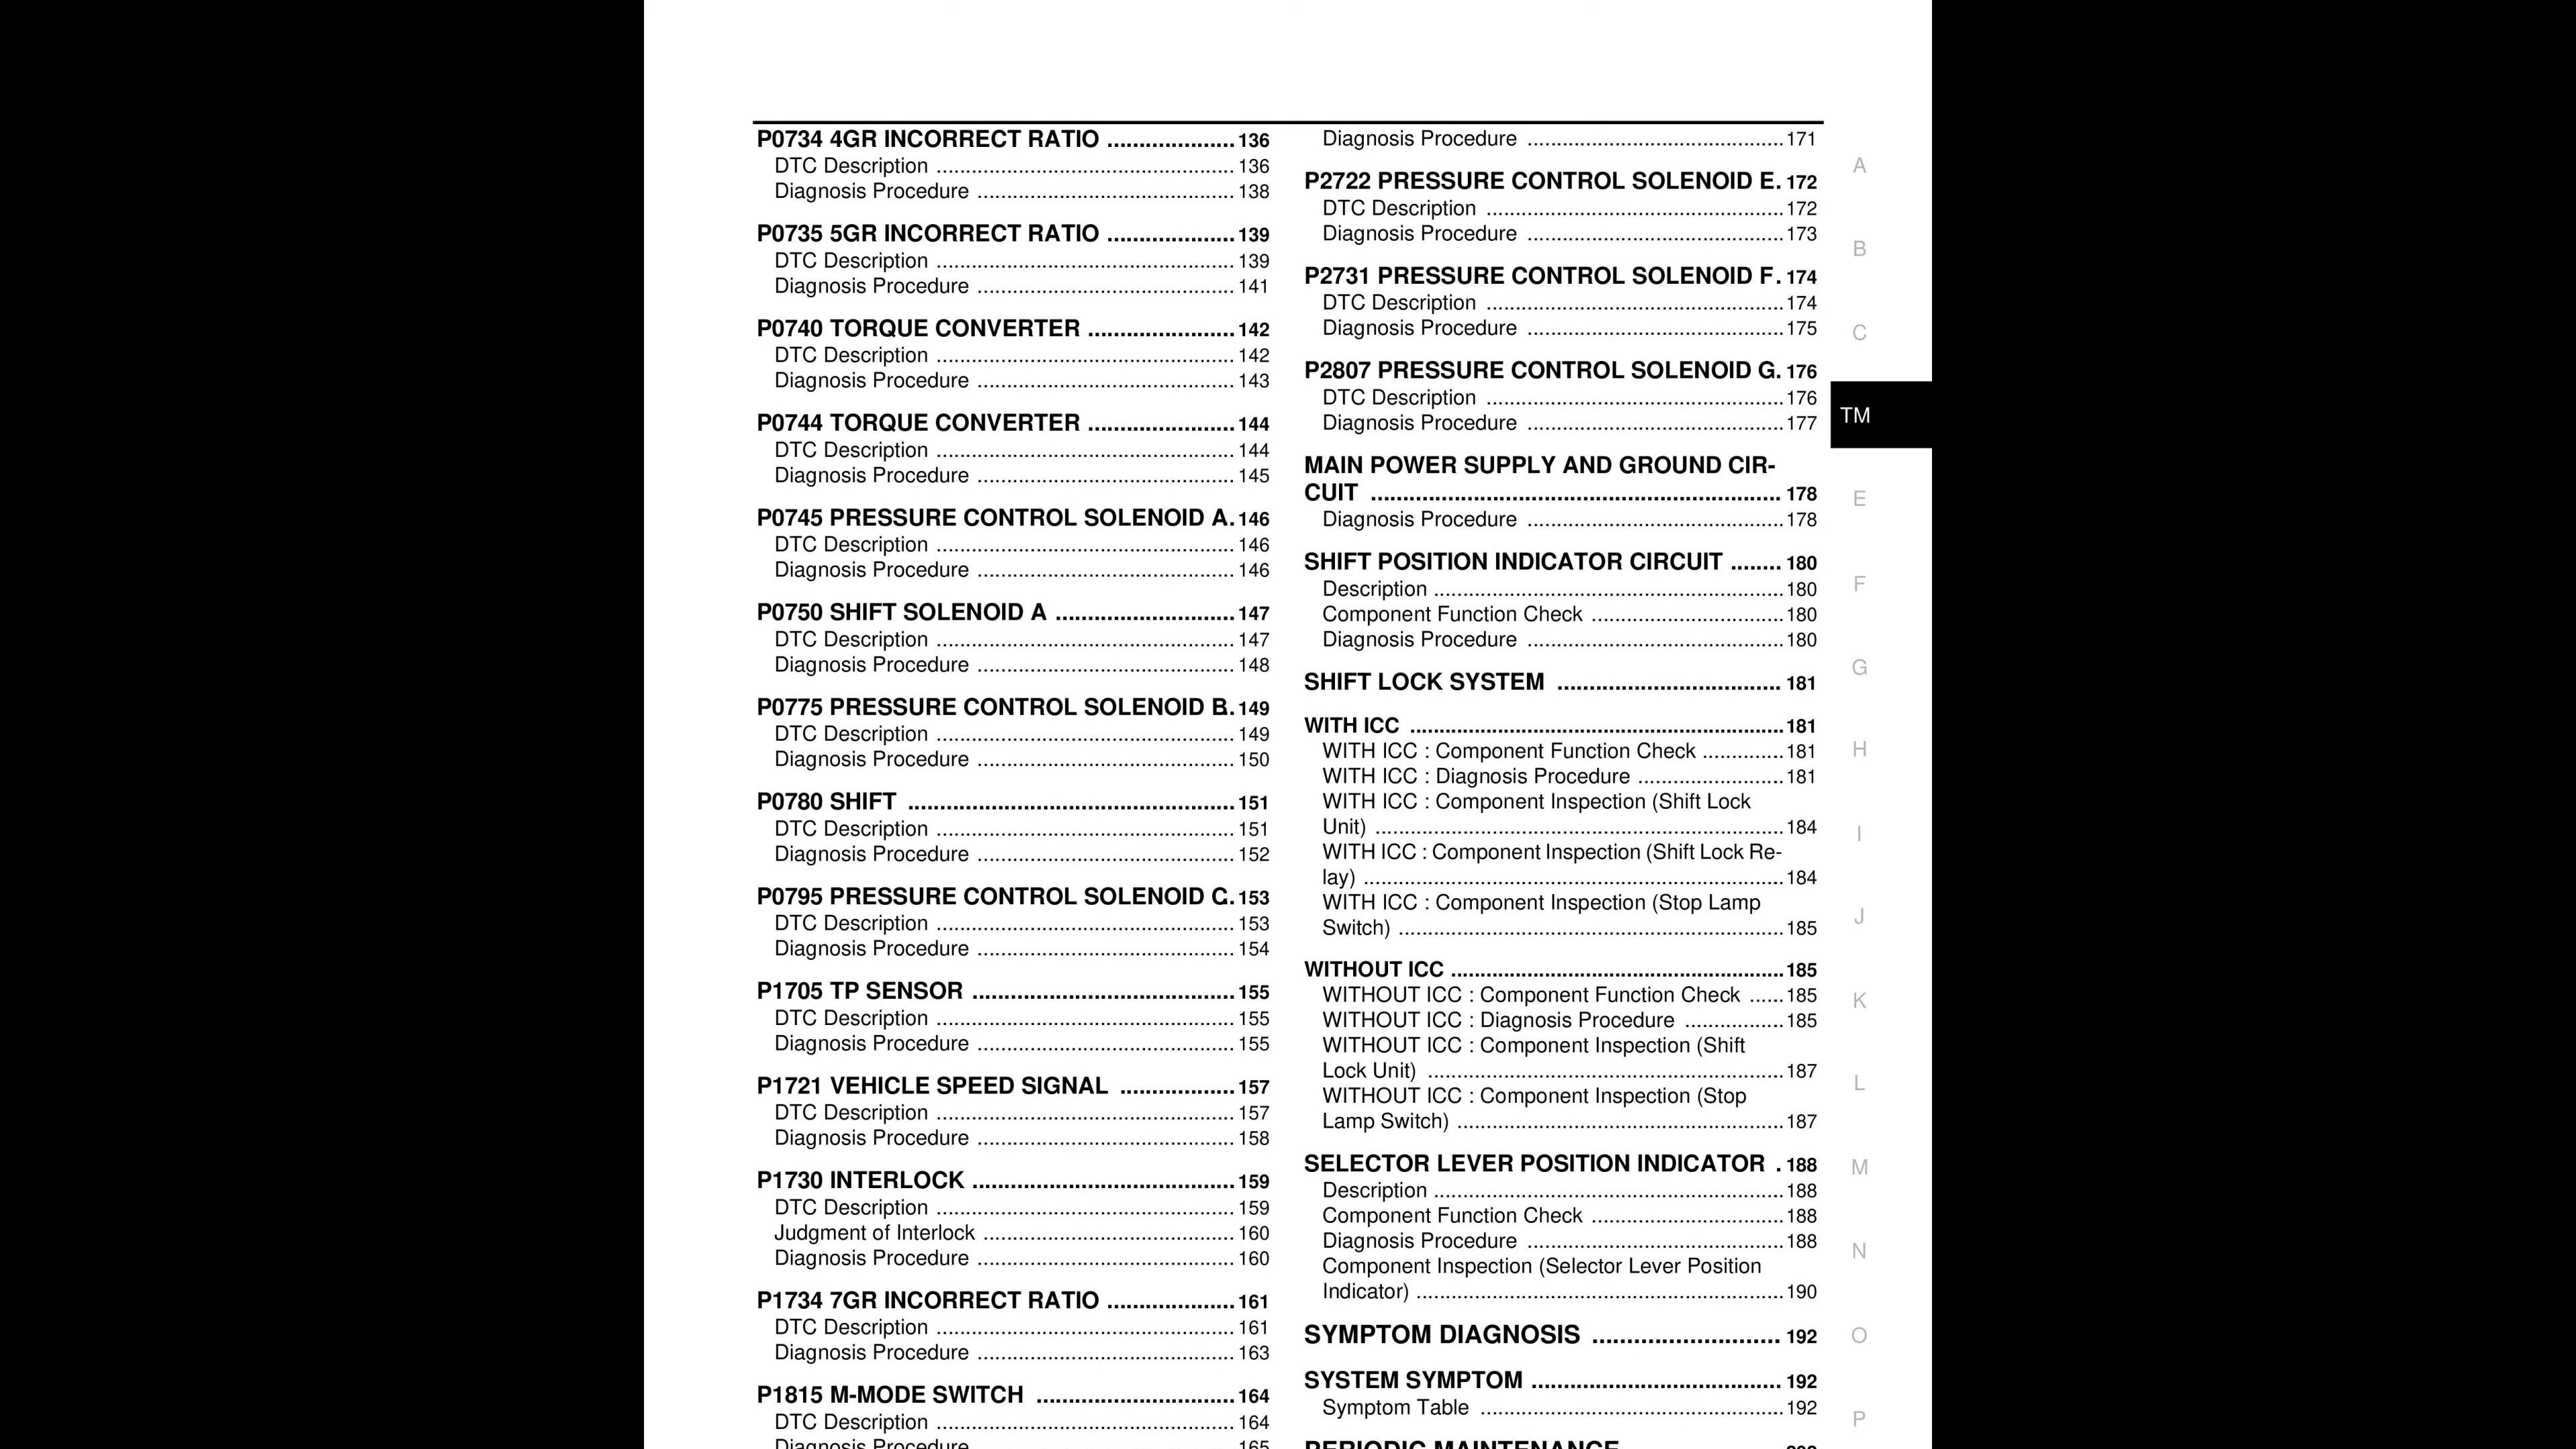 P0734 4GR INCORRECT RATIO .................... 136
DTC Description ................................................... 136
Diagnosis Procedure ............................................ 138
P0735 5GR INCORRECT RATIO .................... 139
DTC Description ................................................... 139
Diagnosis Procedure ............................................ 141
P0740 TORQUE CONVERTER ....................... 142
DTC Description ................................................... 142
Diagnosis Procedure ............................................ 143
P0744 TORQUE CONVERTER ....................... 144
DTC Description ................................................... 144
Diagnosis Procedure ............................................ 145
P0745 PRESSURE CONTROL SOLENOID A. 146
DTC Description ................................................... 146
Diagnosis Procedure ............................................ 146
P0750 SHIFT SOLENOID A ............................ 147
DTC Description ................................................... 147
Diagnosis Procedure ............................................ 148
P0775 PRESSURE CONTROL SOLENOID B. 149
DTC Description ................................................... 149
Diagnosis Procedure ............................................ 150
P0780 SHIFT ................................................... 151
DTC Description ................................................... 151
Diagnosis Procedure ............................................ 152
P0795 PRESSURE CONTROL SOLENOID C. 153
DTC Description ................................................... 153
Diagnosis Procedure ............................................ 154
P1705 TP SENSOR ......................................... 155
DTC Description ................................................... 155
Diagnosis Procedure ............................................ 155
P1721 VEHICLE SPEED SIGNAL .................. 157
DTC Description ................................................... 157
Diagnosis Procedure ............................................ 158
P1730 INTERLOCK ......................................... 159
DTC Description ................................................... 159
Judgment of Interlock ........................................... 160
Diagnosis Procedure ............................................ 160
P1734 7GR INCORRECT RATIO .................... 161
DTC Description ................................................... 161
Diagnosis Procedure ............................................ 163
P1815 M-MODE SWITCH ............................... 164
DTC Description ................................................... 164
Diagnosis Procedure ............................................ 165
Diagnosis Procedure ............................................ 171
P2722 PRESSURE CONTROL SOLENOID E. 172
DTC Description ................................................... 172
Diagnosis Procedure ............................................ 173
P2731 PRESSURE CONTROL SOLENOID F. 174
DTC Description ................................................... 174
Diagnosis Procedure ............................................ 175
P2807 PRESSURE CONTROL SOLENOID G. 176
DTC Description ................................................... 176
Diagnosis Procedure ............................................ 177
MAIN POWER SUPPLY AND GROUND CIR-
CUIT ................................................................ 178
Diagnosis Procedure ............................................ 178
SHIFT POSITION INDICATOR CIRCUIT ........ 180
Description ............................................................ 180
Component Function Check ................................. 180
Diagnosis Procedure ............................................ 180
SHIFT LOCK SYSTEM ................................... 181
WITH ICC ................................................................ 181
WITH ICC : Component Function Check .............. 181
WITH ICC : Diagnosis Procedure ......................... 181
WITH ICC : Component Inspection (Shift Lock
Unit) ...................................................................... 184
WITH ICC : Component Inspection (Shift Lock Re-
lay) ........................................................................ 184
WITH ICC : Component Inspection (Stop Lamp
Switch) .................................................................. 185
WITHOUT ICC ......................................................... 185
WITHOUT ICC : Component Function Check ...... 185
WITHOUT ICC : Diagnosis Procedure ................. 185
WITHOUT ICC : Component Inspection (Shift
Lock Unit) ............................................................. 187
WITHOUT ICC : Component Inspection (Stop
Lamp Switch) ........................................................ 187
SELECTOR LEVER POSITION INDICATOR . 188
Description ............................................................ 188
Component Function Check ................................. 188
Diagnosis Procedure ............................................ 188
Component Inspection (Selector Lever Position
Indicator) ............................................................... 190
SYMPTOM DIAGNOSIS ........................... 192
SYSTEM SYMPTOM ....................................... 192
Symptom Table .................................................... 192
PERIODIC MAINTENANCE
A
B
C
TM
E
F
G
H
I
J
K
L
M
N
O
P